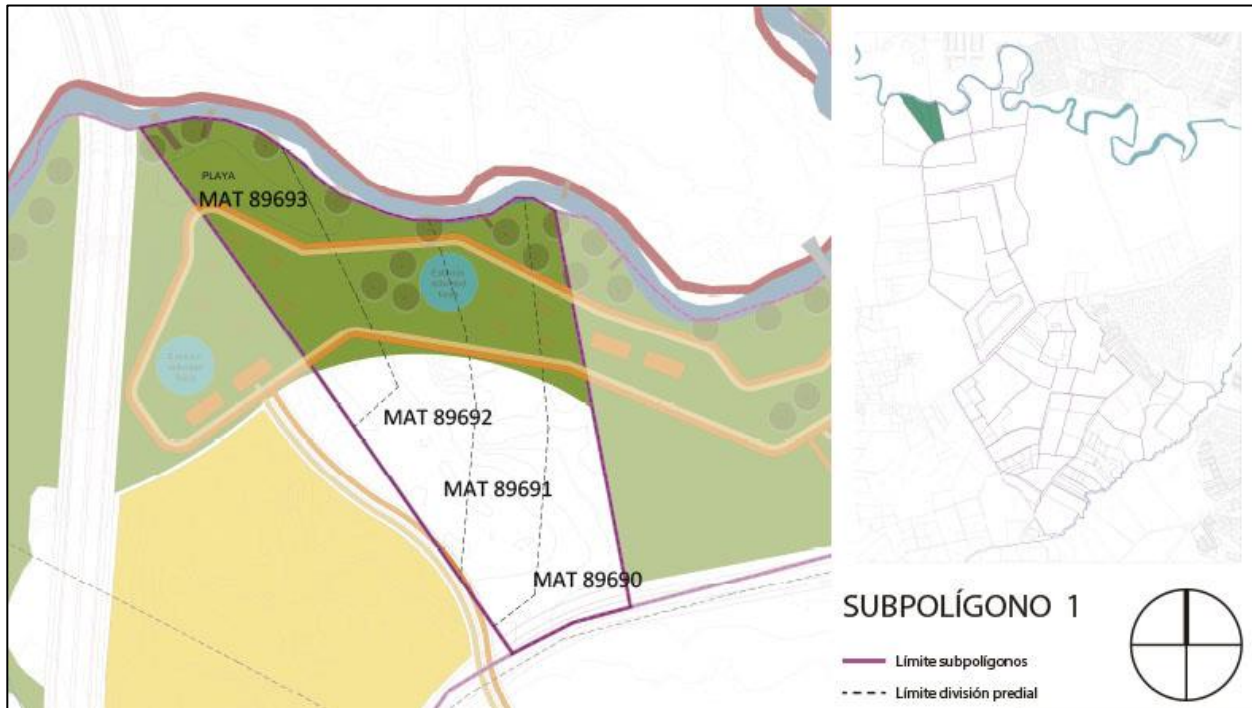 PLAYA
MAT 89693
MAT 89692
MAT 89691
MAT 89690
SUBPOLÍGONO 1
Límite subpolígonos
Límite división predial